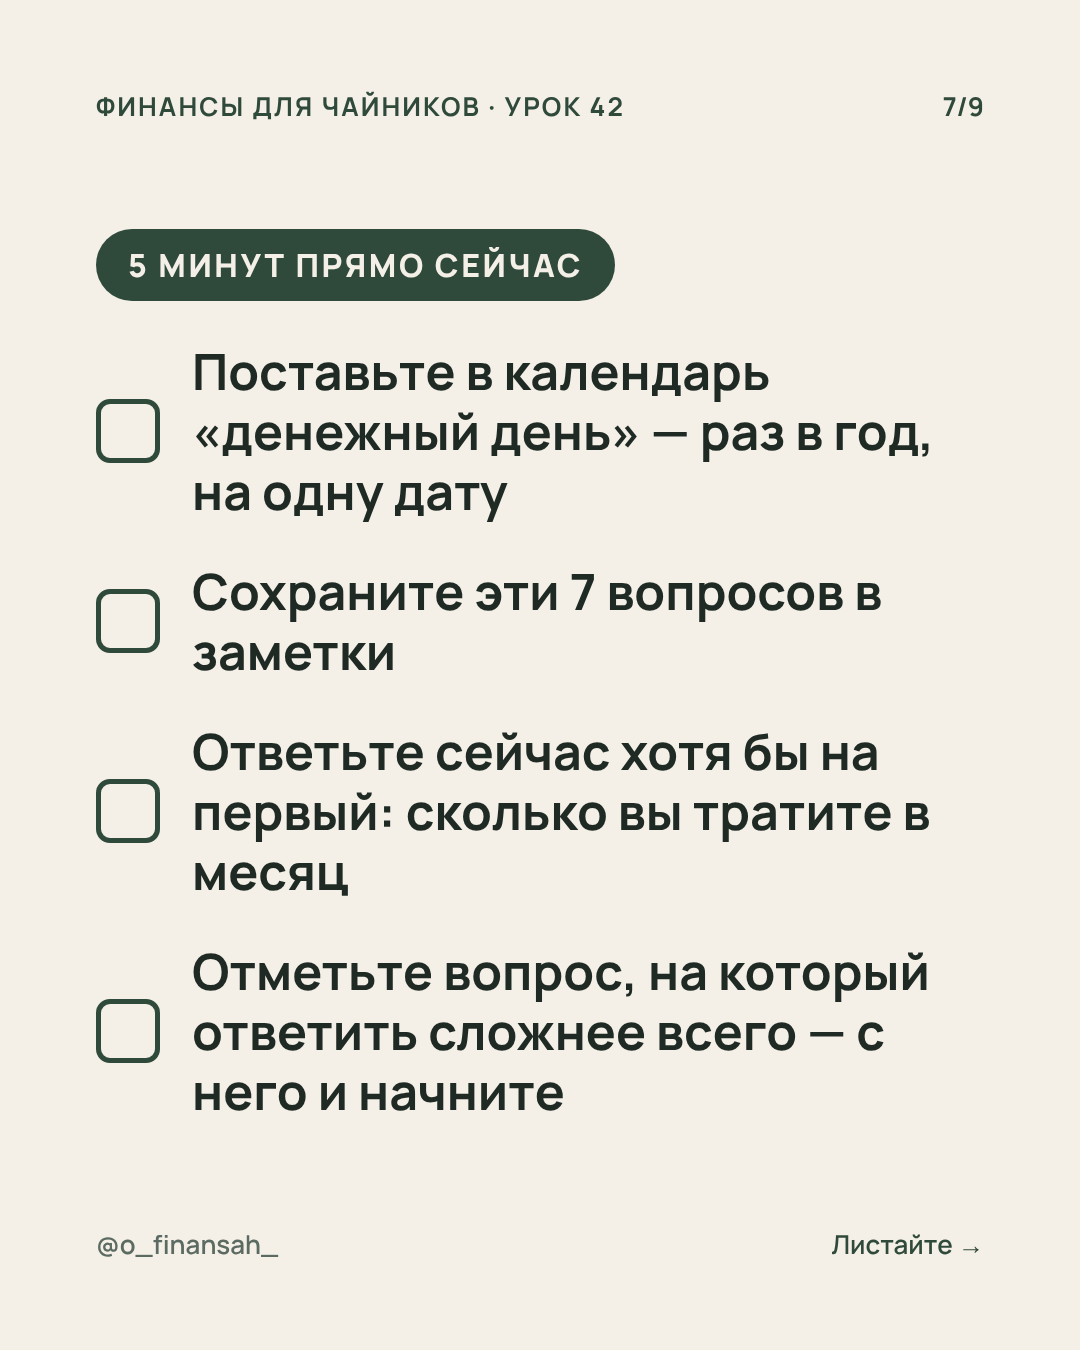 ФИНАНСЫ ДЛЯ ЧАЙНИКОВ · УРОК 42
7/9
5 МИНУТ ПРЯМО СЕЙЧАС
Поставьте в календарь
«денежный день» — раз в год,
на одну дату
Сохраните эти 7 вопросов в
заметки
Ответьте сейчас хотя бы на
первый: сколько вы тратите в
месяц
Отметьте вопрос, на который
ответить сложнее всего — с
него и начните
@o_finansah_
Листайте →